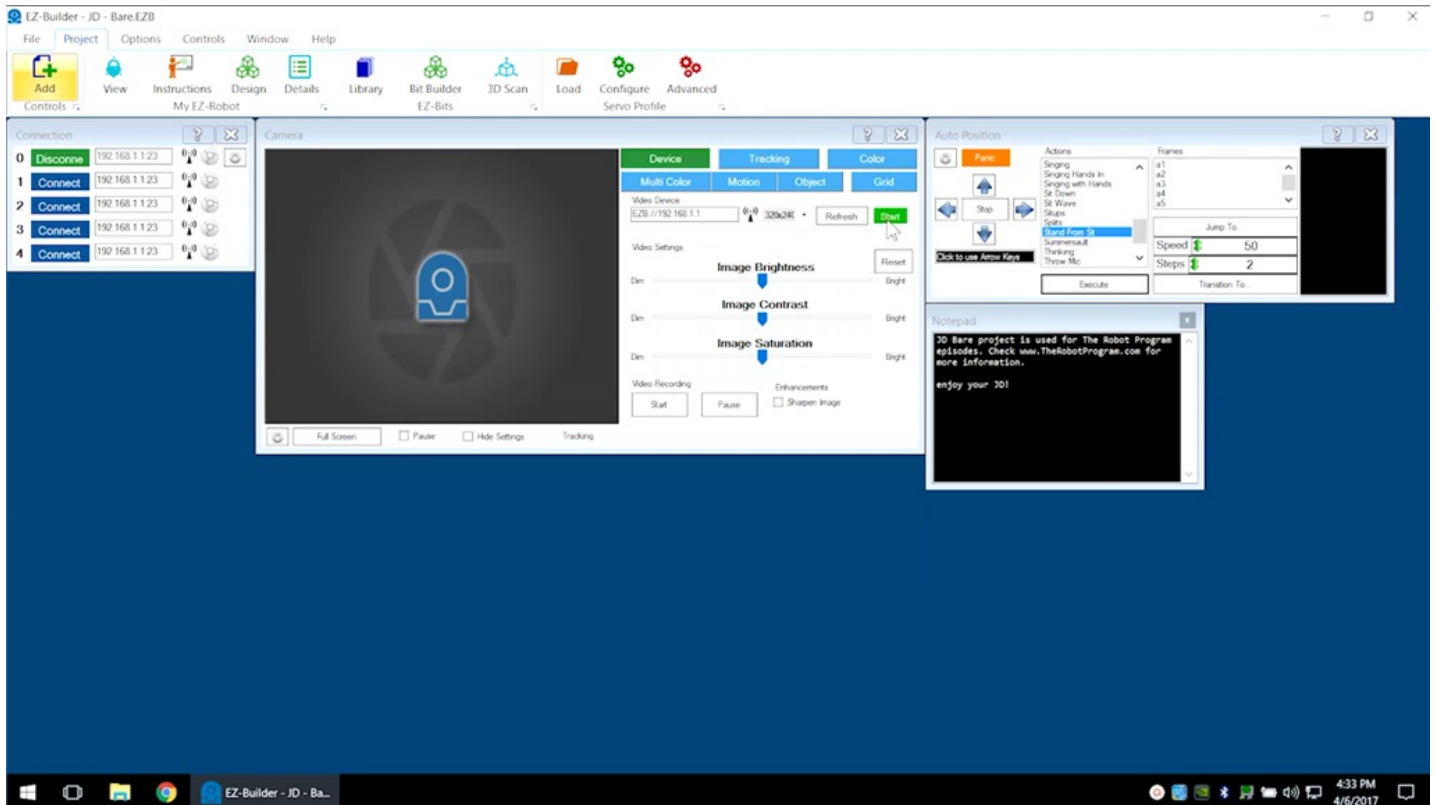 EZ-Builder - JD - Bare.EZB
File Project Options Controls Window Help
Add View Instructions Design Details Library Bit Builder 3D Scan Load Configure Advanced
Controls My EZ-Robot EZ-Bits Servo Profile
Connection
0 Disconne 192.168.1.1:23
1 Connect 192.168.1.1:23
2 Connect 192.168.1.1:23
3 Connect 192.168.1.1:23
4 Connect 192.168.1.1:23
Camera
Device Tracking Color
Multi Color Motion Object Grid
Video Device
EZB://192.168.1.1 320x240 Refresh Start
Video Settings
Reset
Image Brightness
Dim Bright
Image Contrast
Dim Bright
Image Saturation
Dim Bright
Video Recording Enhancements
Start Pause Sharpen Image
Full Screen Pause Hide Settings Tracking
Auto Position
Panic
Stop
Click to use Arrow Keys
Actions
Singing
Singing Hands In
Singing with Hands
Sit Down
Sit Wave
Situps
Splits
Stand From Sit
Summersault
Thinking
Throw Mic
Execute
Frames
a1
a2
a3
a4
a5
Jump To...
Speed 50
Steps 2
Transition To...
Notepad
JD Bare project is used for The Robot Program
episodes. Check www.TheRobotProgram.com for
more information.
enjoy your JD!
EZ-Builder - JD - Ba...
4:33 PM
4/6/2017